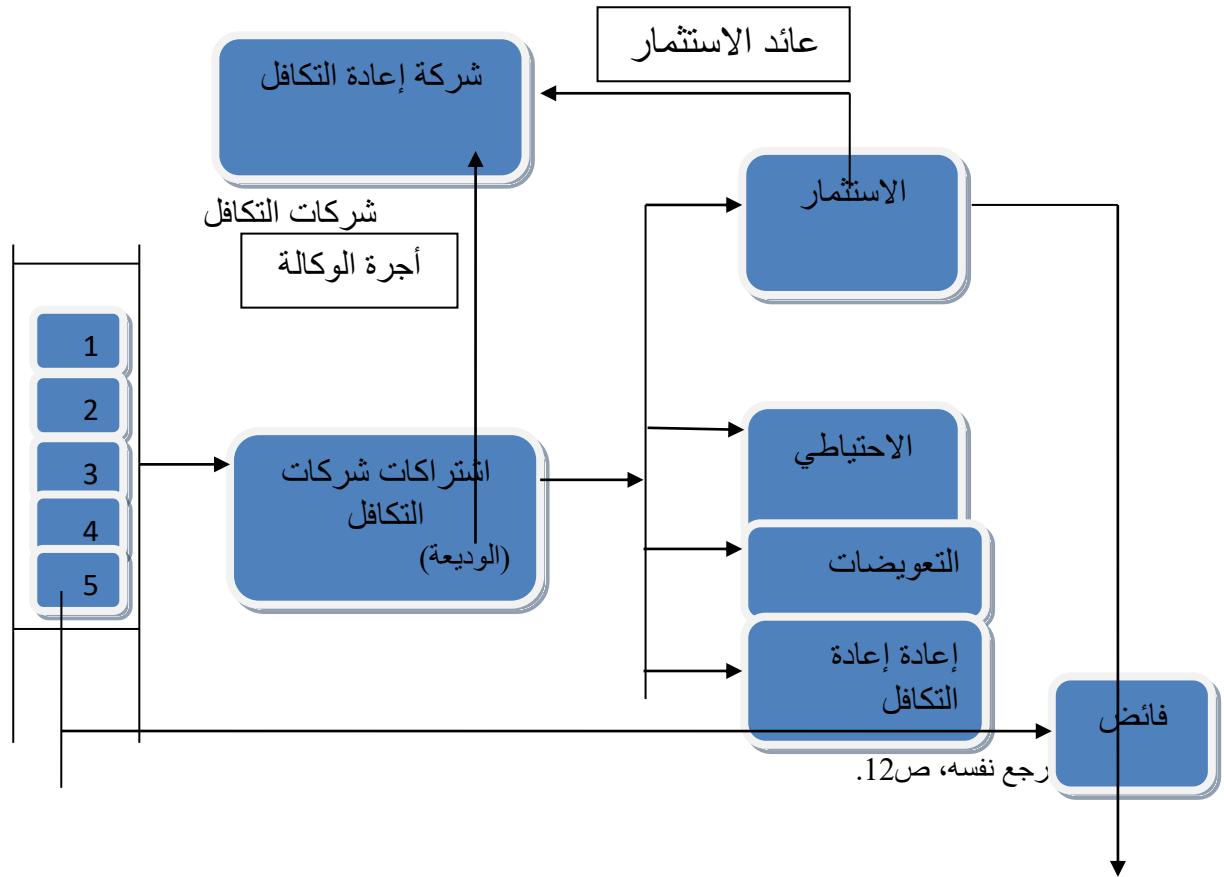 عائد الاستثمار
شركة إعادة التكافل
الاستثمار
شركات التكافل
أجرة الوكالة
1
2
3
4
5
اشتراكات شركات
التكافل
(الوديعة)
الاحتياطي
التعويضات
إعادة إعادة
التكافل
فائض
رجع نفسه، ص12.